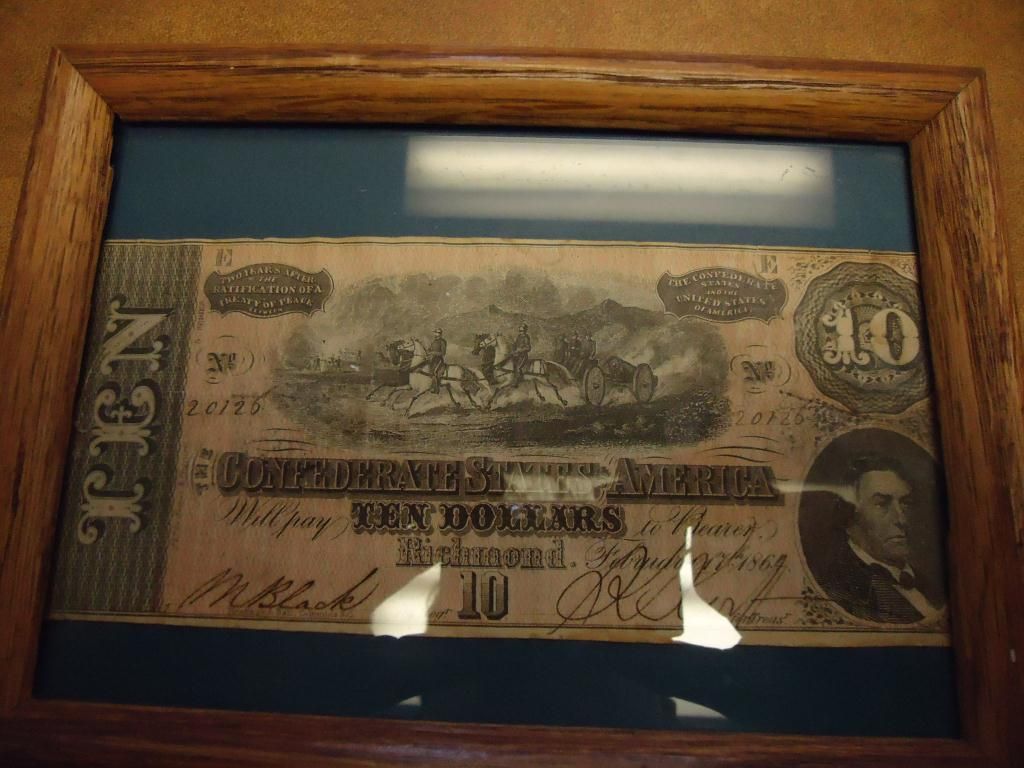 E
E
TWO YEARS AFTER
THE
RATIFICATION OF A
TREATY OF PEACE
BETWEEN
THE CONFEDERATE
STATES
AND THE
UNITED STATES
OF AMERICA
10
TEN
No
No
20126
20126
THE
CONFEDERATE STATES AMERICA
Will pay TEN DOLLARS to Bearer
Richmond. February 17th 1864
M Black
10